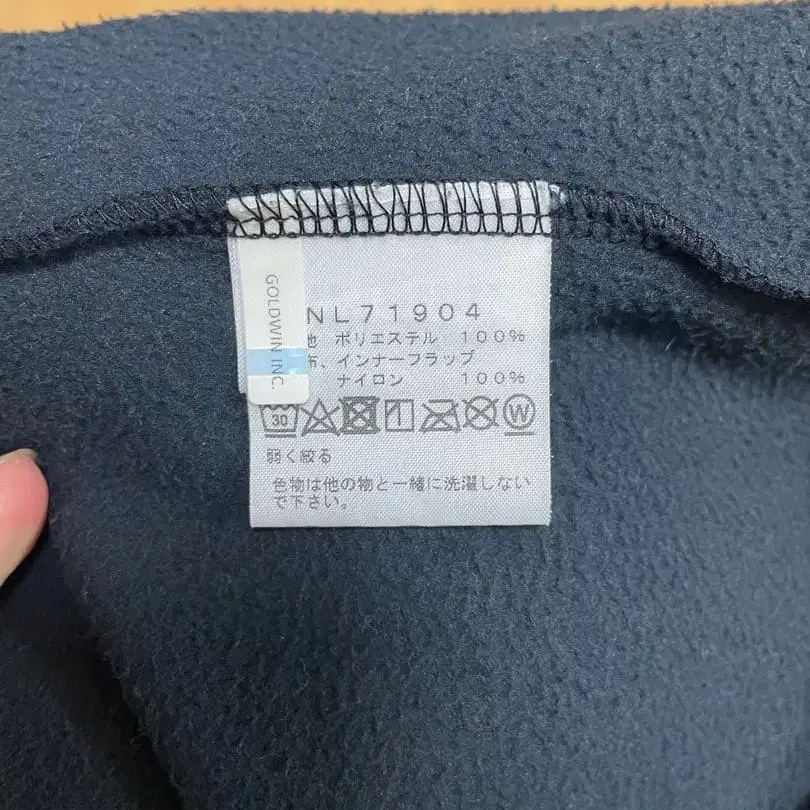 GOLDWIN INC.
NL71904
地 ポリエステル 100%
布、インナーフラップ
ナイロン 100%
30
W
弱く絞る
色物は他の物と一緒に洗濯しない
で下さい。